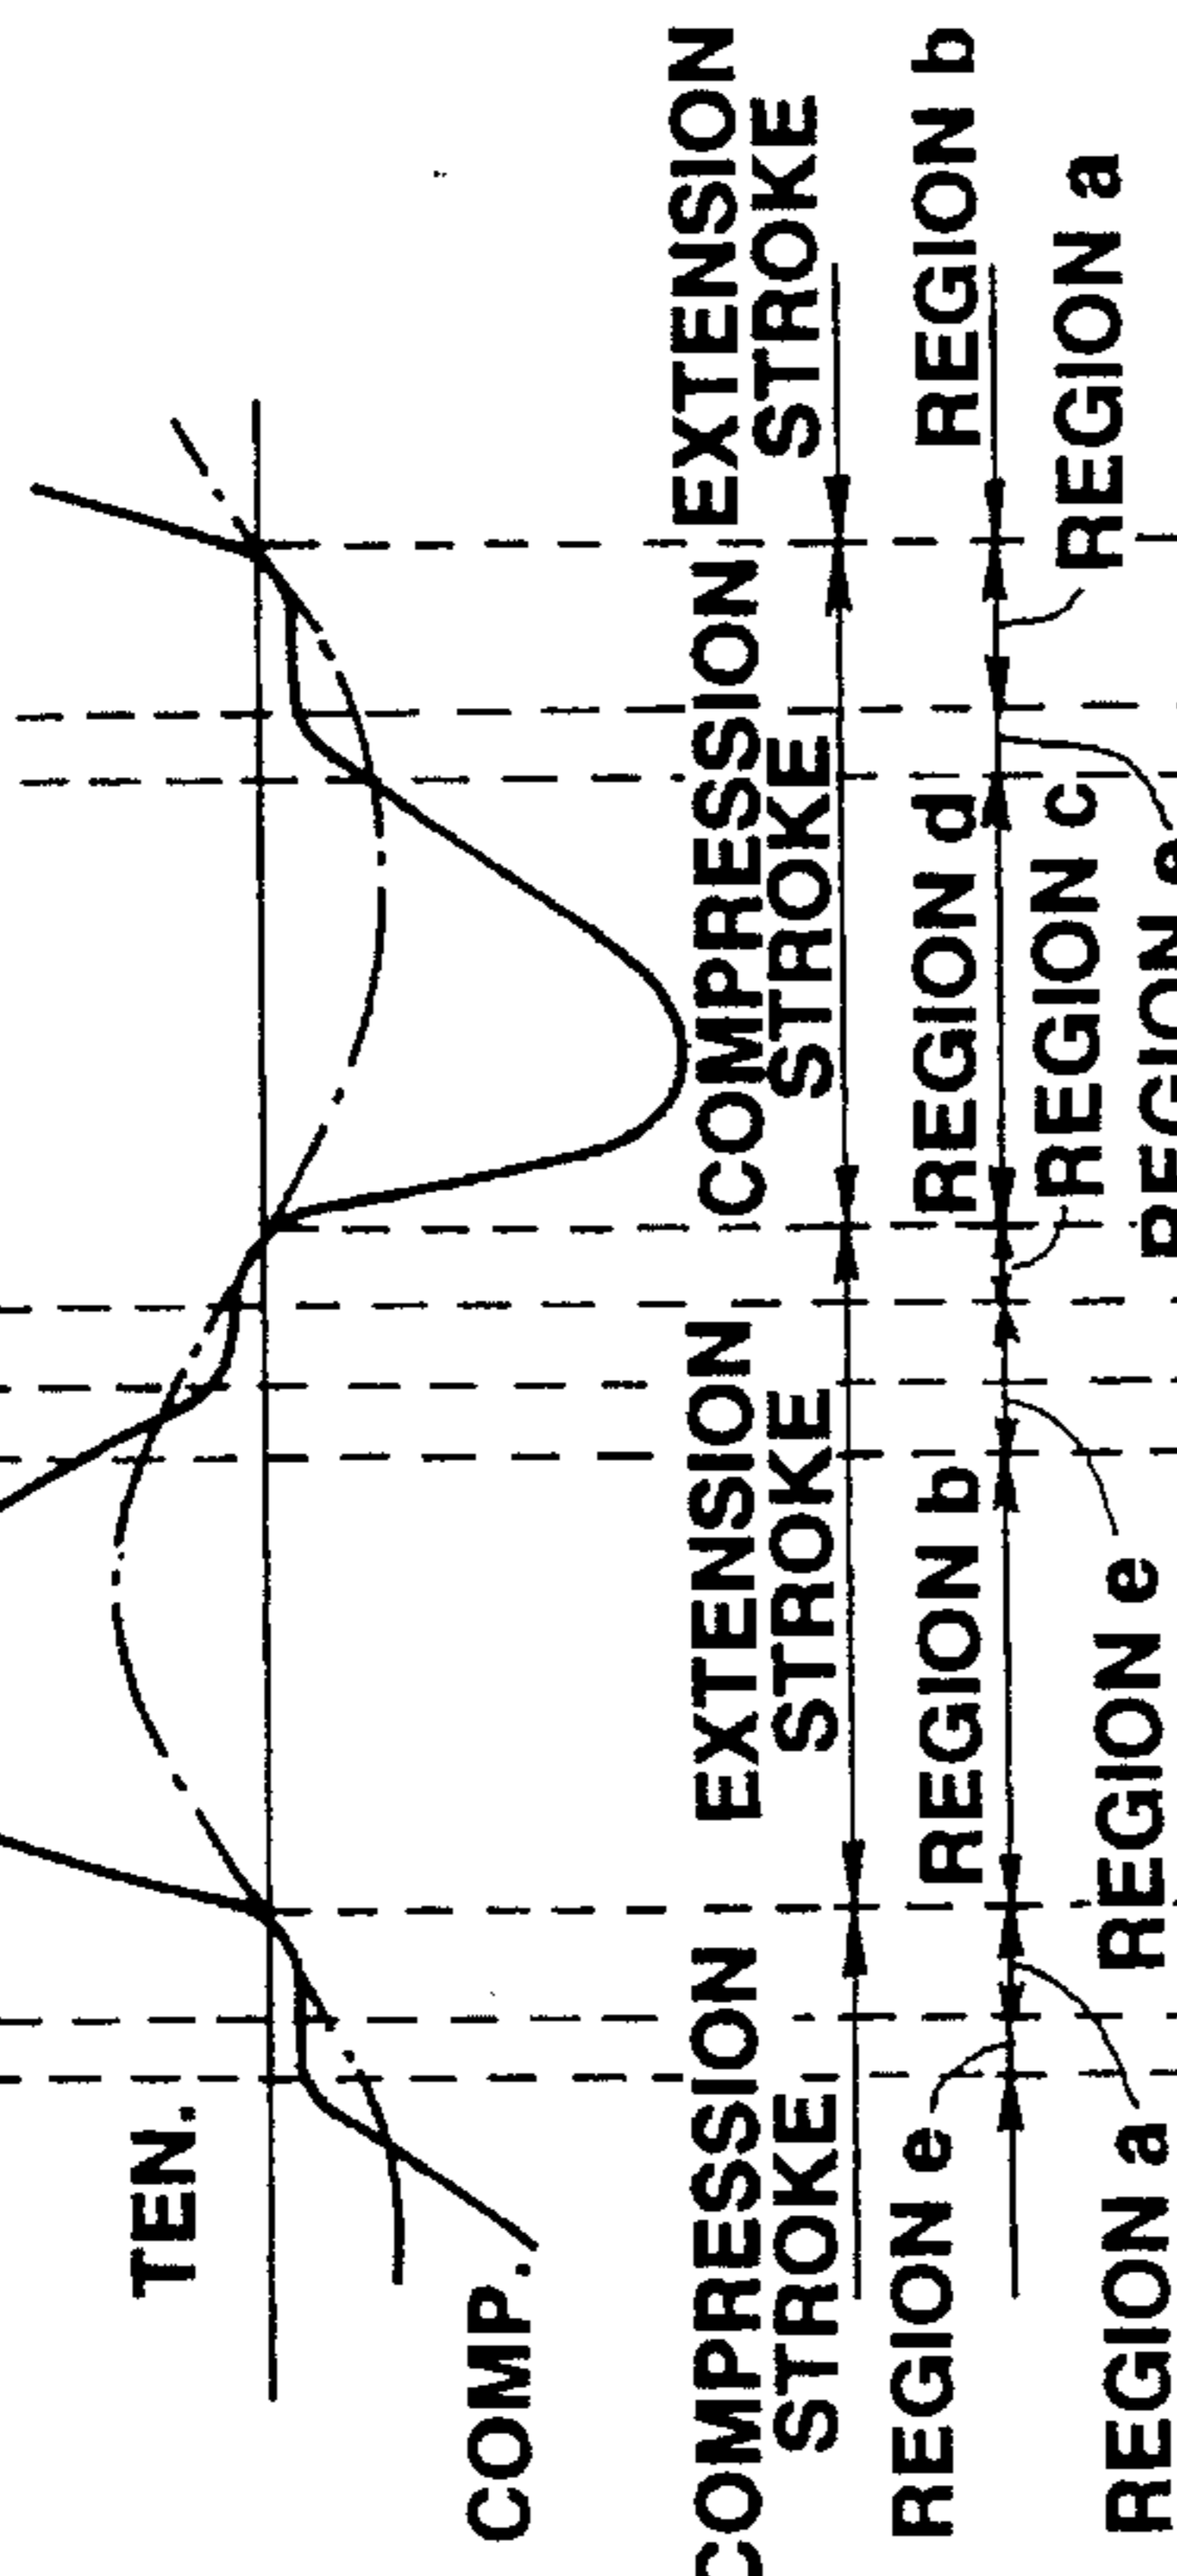 TEN.
COMP.
COMPRESSION
STROKE
EXTENSION
STROKE
COMPRESSION
STROKE
EXTENSION
STROKE
REGION e
REGION b
REGION d
REGION b
REGION a
REGION e
REGION c
REGION a
REGION e